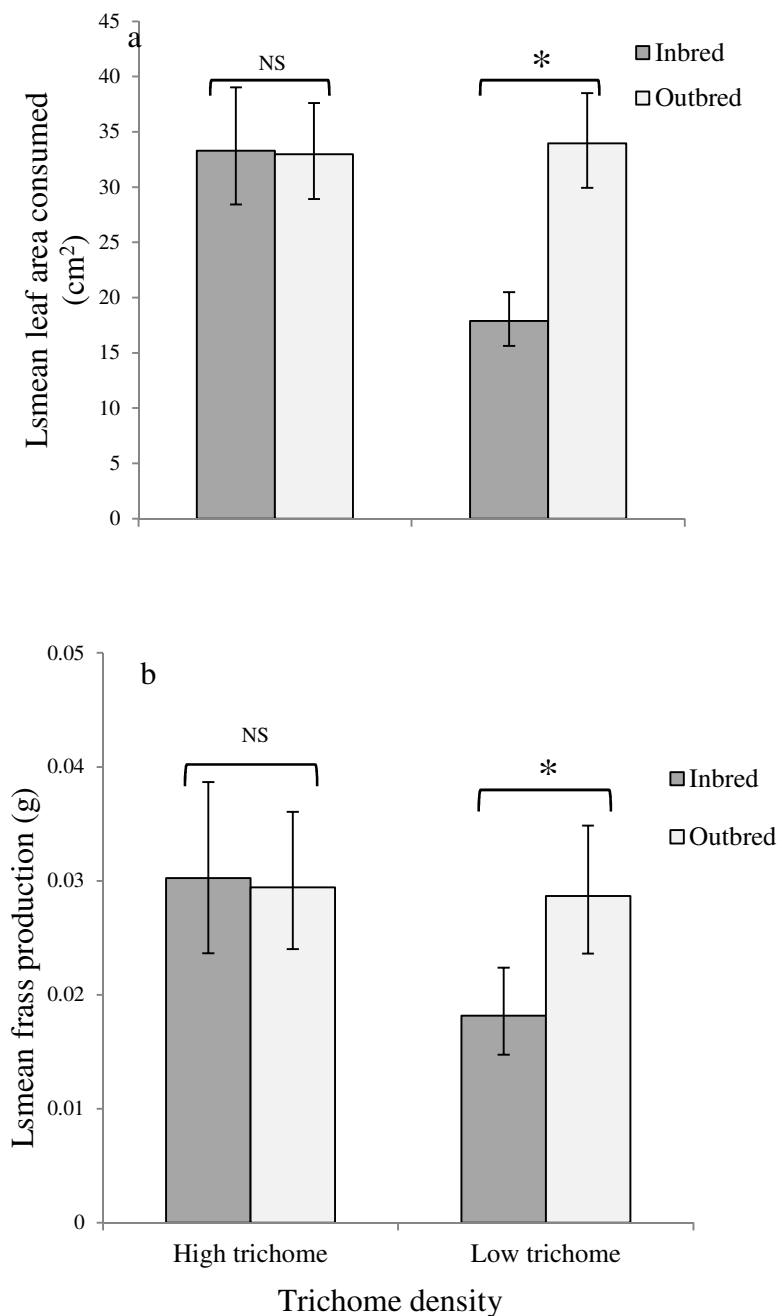 a
45
40
35
30
25
20
15
10
5
0
Lsmean leaf area consumed
(cm²)
NS
*
Inbred
Outbred
b
0.05
0.04
0.03
0.02
0.01
0
Lsmean frass production (g)
NS
*
Inbred
Outbred
High trichome Low trichome
Trichome density